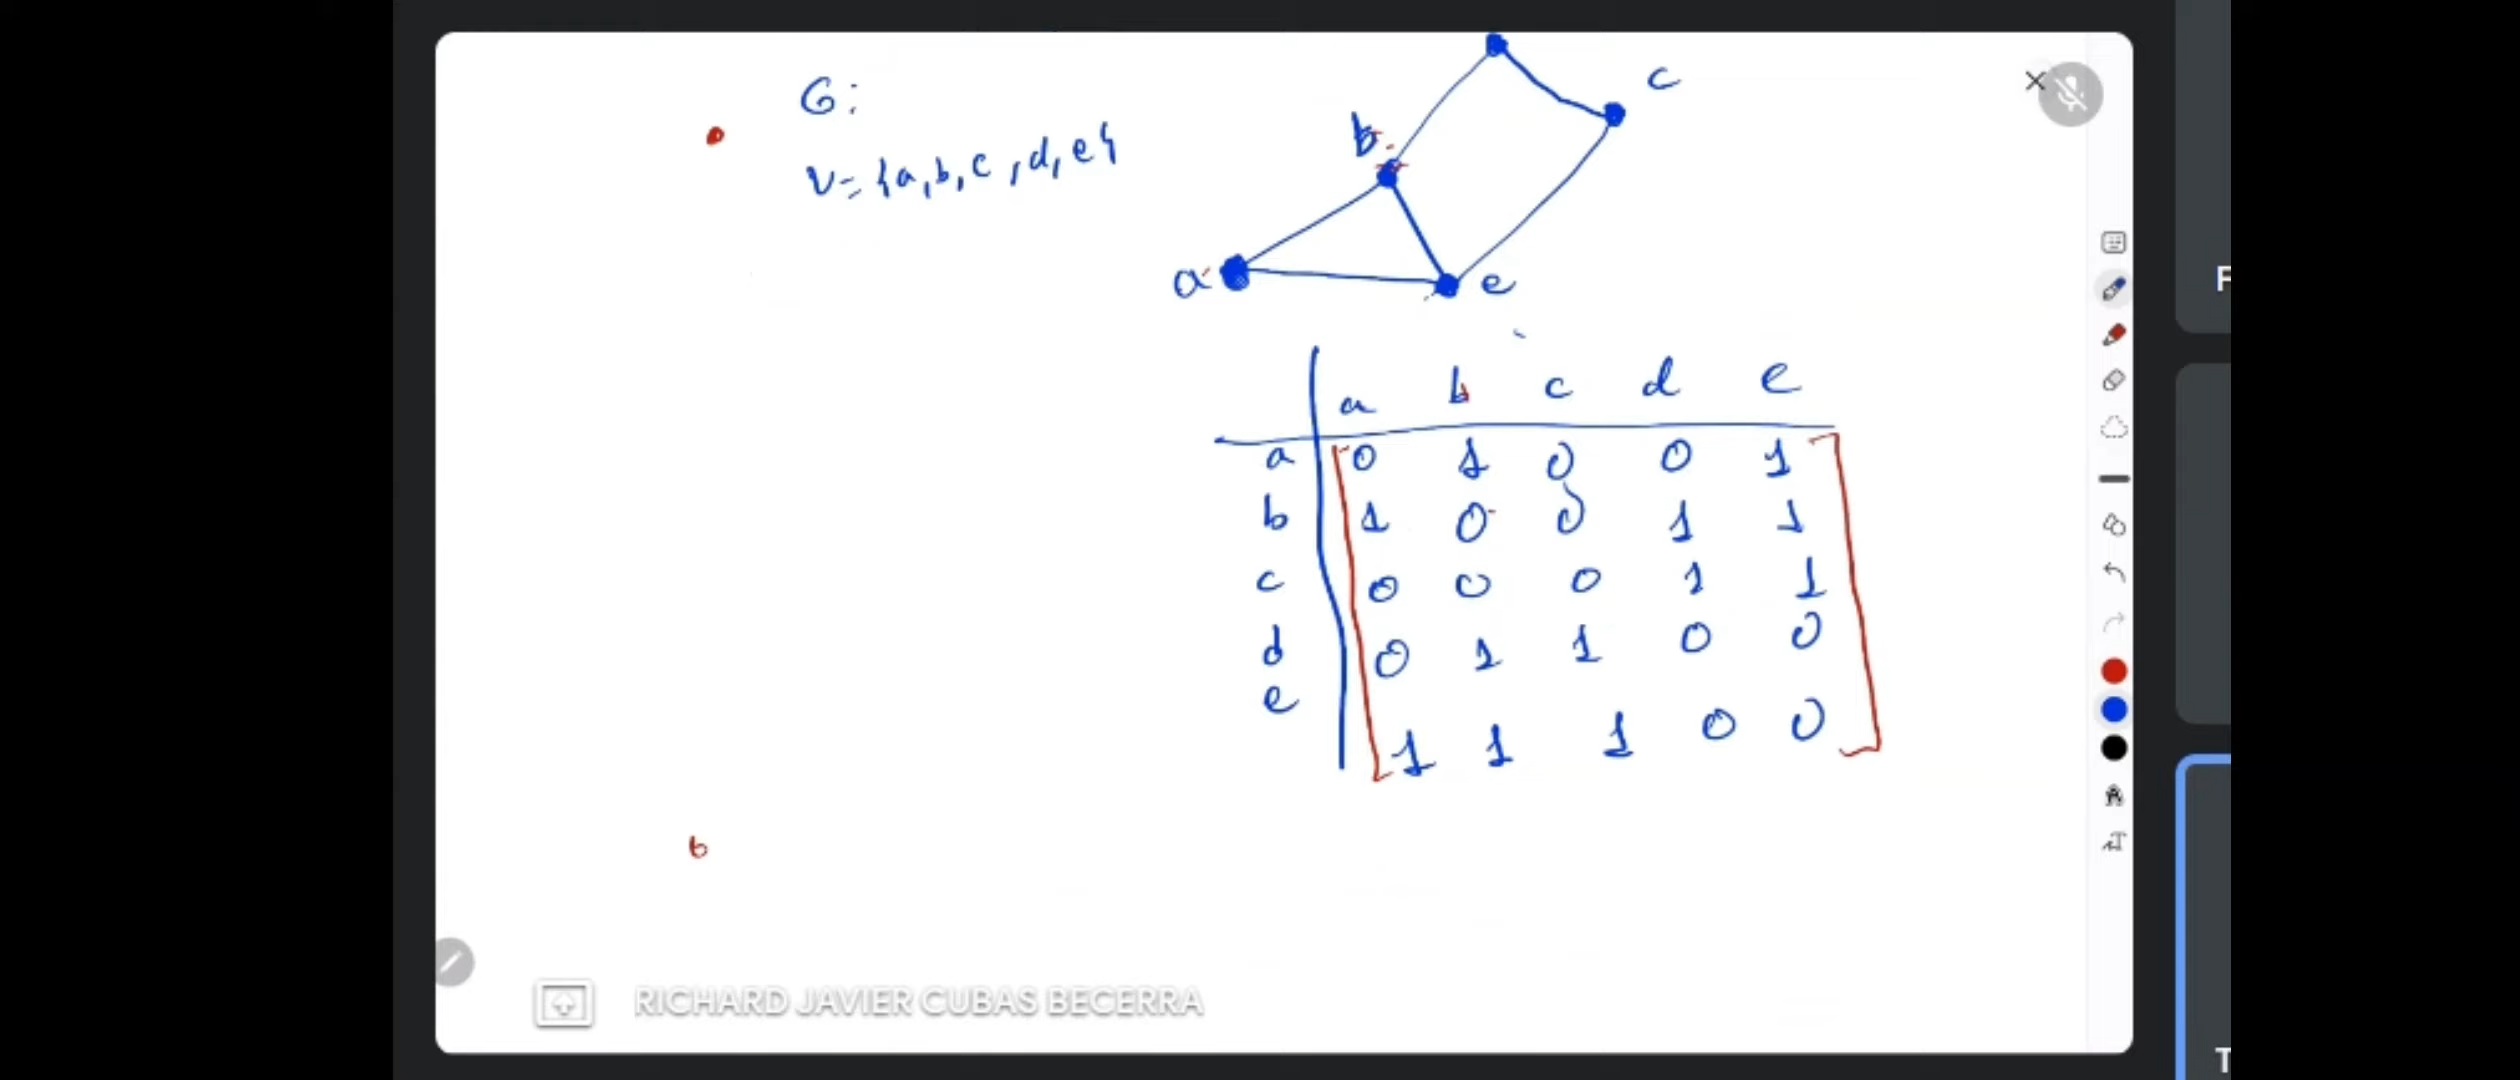 G:
V={a,b,c,d,e}
c
b
a
e
a b c d e
a 0 1 0 0 1
b 1 0 0 1 1
c 0 0 0 1 1
d 0 1 1 0 0
e 1 1 1 0 0
RICHARD JAVIER CUBAS BECERRA
F
T